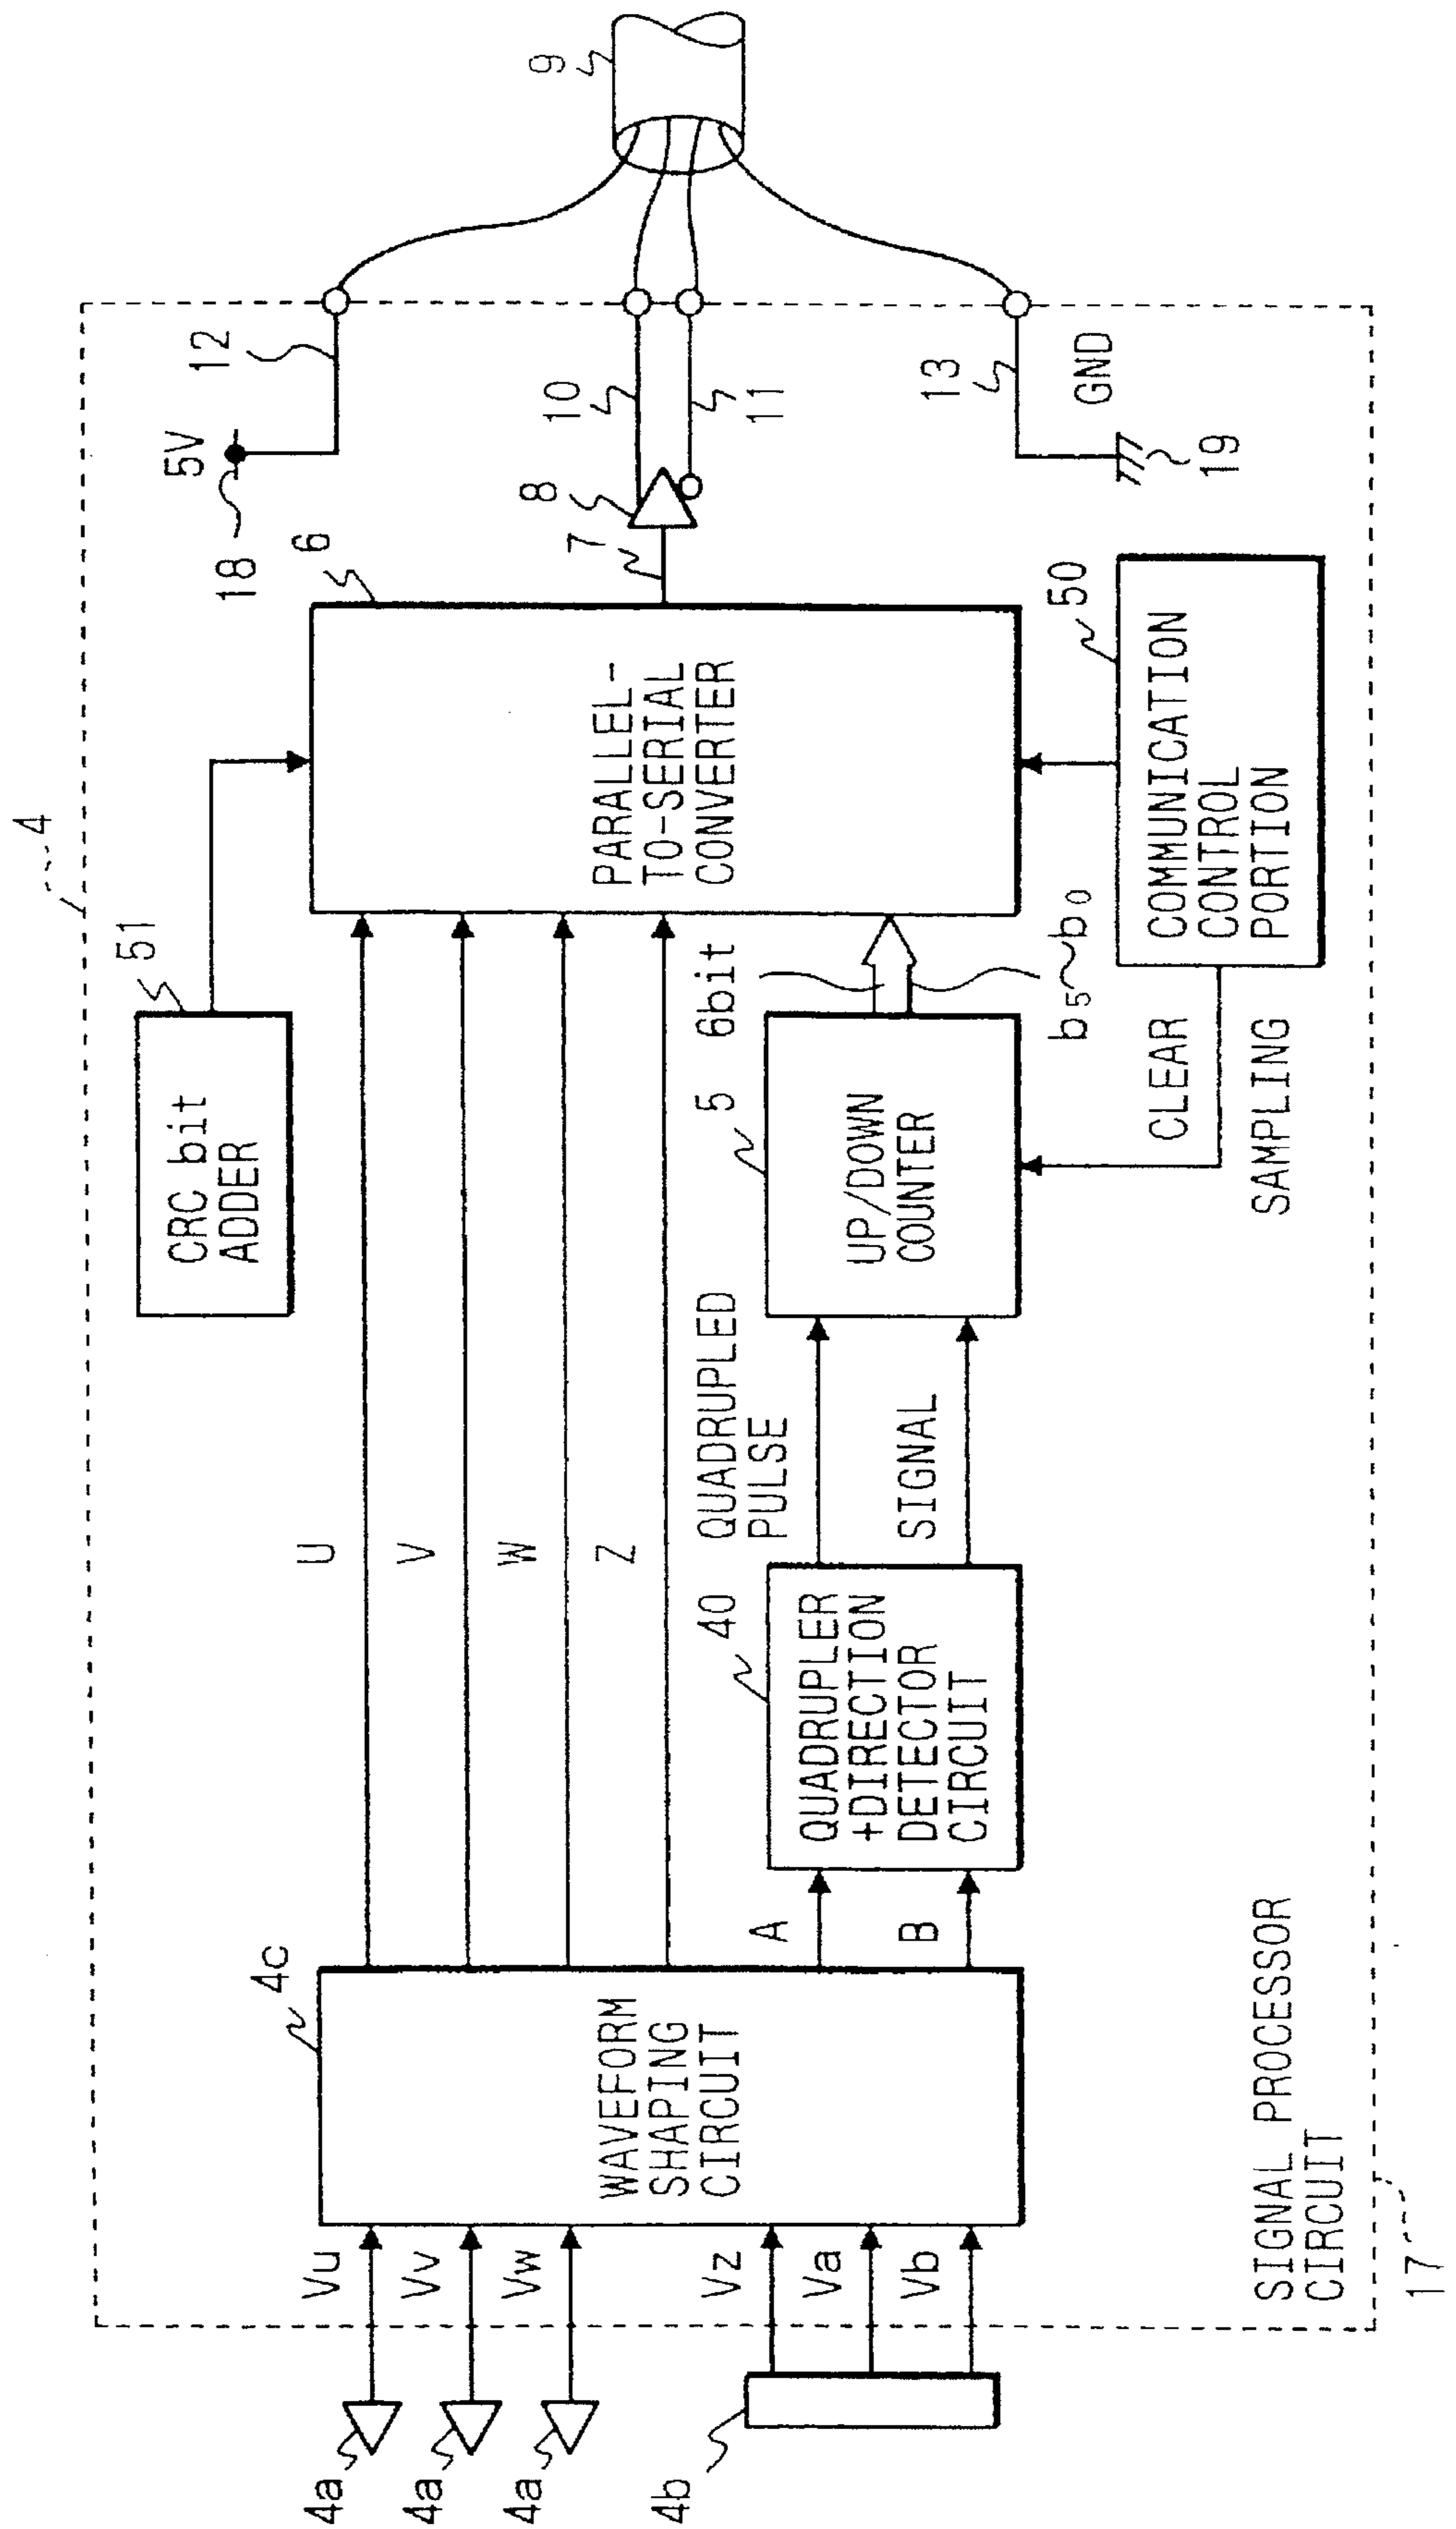 4
51
CRC bit
ADDER
5V
18
12
9
6
PARALLEL-
TO-SERIAL
CONVERTER
7
8
10
11
13
GND
19
4a
4a
4a
4b
Vu
Vv
Vw
Vz
Va
Vb
4c
WAVEFORM
SHAPING
CIRCUIT
U
V
W
Z
A
B
40
QUADRUPLER
+DIRECTION
DETECTOR
CIRCUIT
QUADRUPLED
PULSE
SIGNAL
5
UP/DOWN
COUNTER
6bit
b5~b0
CLEAR
SAMPLING
50
COMMUNICATION
CONTROL
PORTION
SIGNAL PROCESSOR
CIRCUIT
17